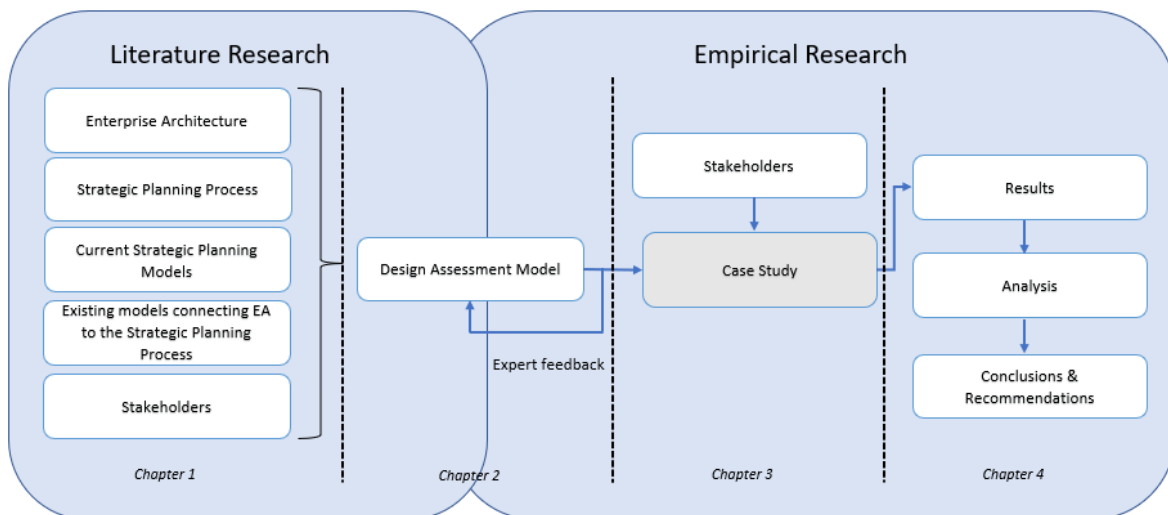 Literature Research
Empirical Research
Enterprise Architecture
Strategic Planning Process
Current Strategic Planning
Models
Existing models connecting EA
to the Strategic Planning
Process
Stakeholders
Design Assessment Model
Expert feedback
Stakeholders
Case Study
Results
Analysis
Conclusions &
Recommendations
Chapter 1
Chapter 2
Chapter 3
Chapter 4